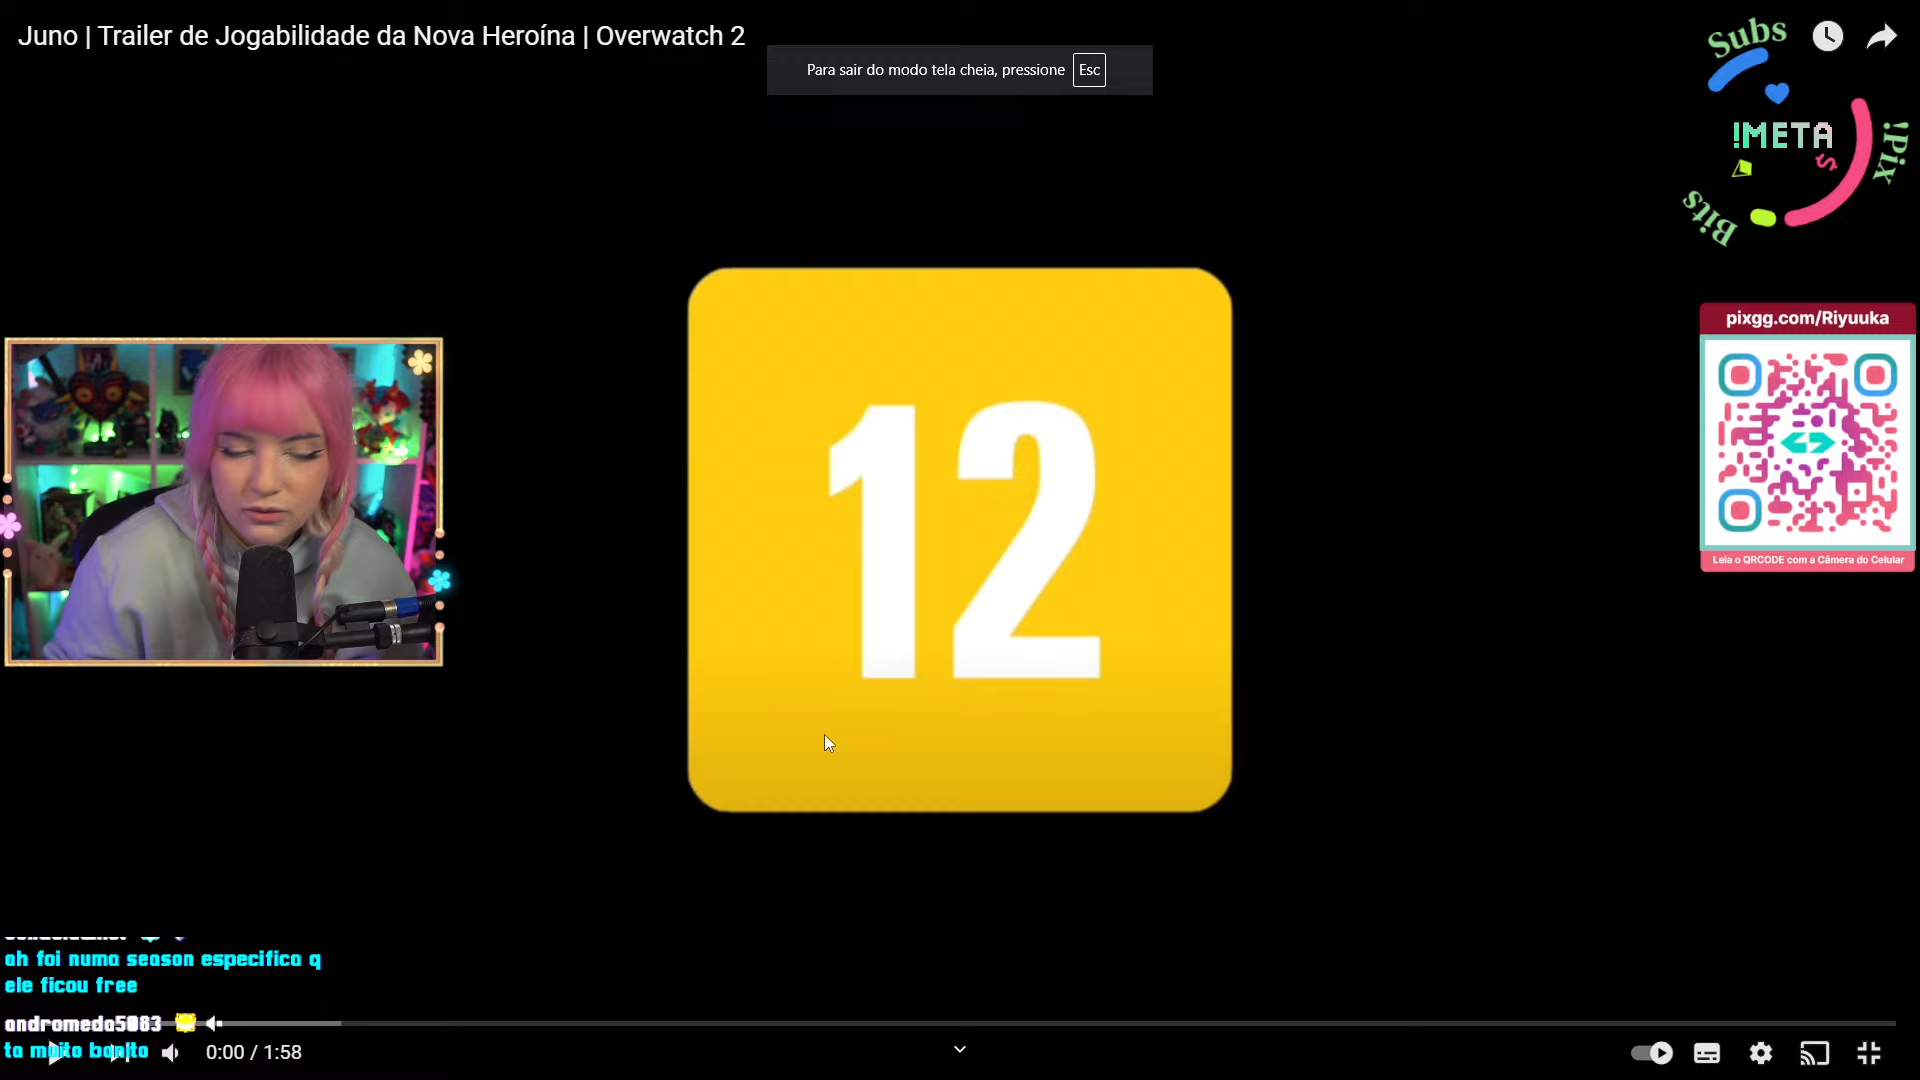 Juno | Trailer de Jogabilidade da Nova Heroína | Overwatch 2
Para sair do modo tela cheia, pressione Esc
Subs
!META
!Pix
Bits
pixgg.com/Riyuuka
Leia o QRCODE com a Câmera do Celular
12
ah foi numa season especifica q
ele ficou free
andromeda5083
ta muito bonito
0:00 / 1:58